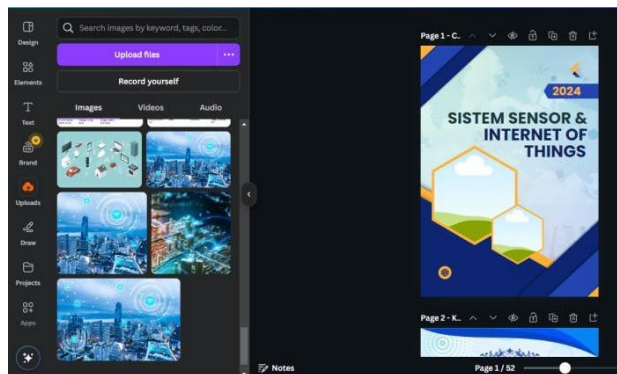 Design
Elements
Text
Brand
Uploads
Draw
Projects
Apps
Search images by keyword, tags, color...
Upload files
Record yourself
Images Videos Audio
Notes
Page 1 - C..
2024
SISTEM SENSOR &
INTERNET OF
THINGS
Page 2 - K..
Page 1 / 52